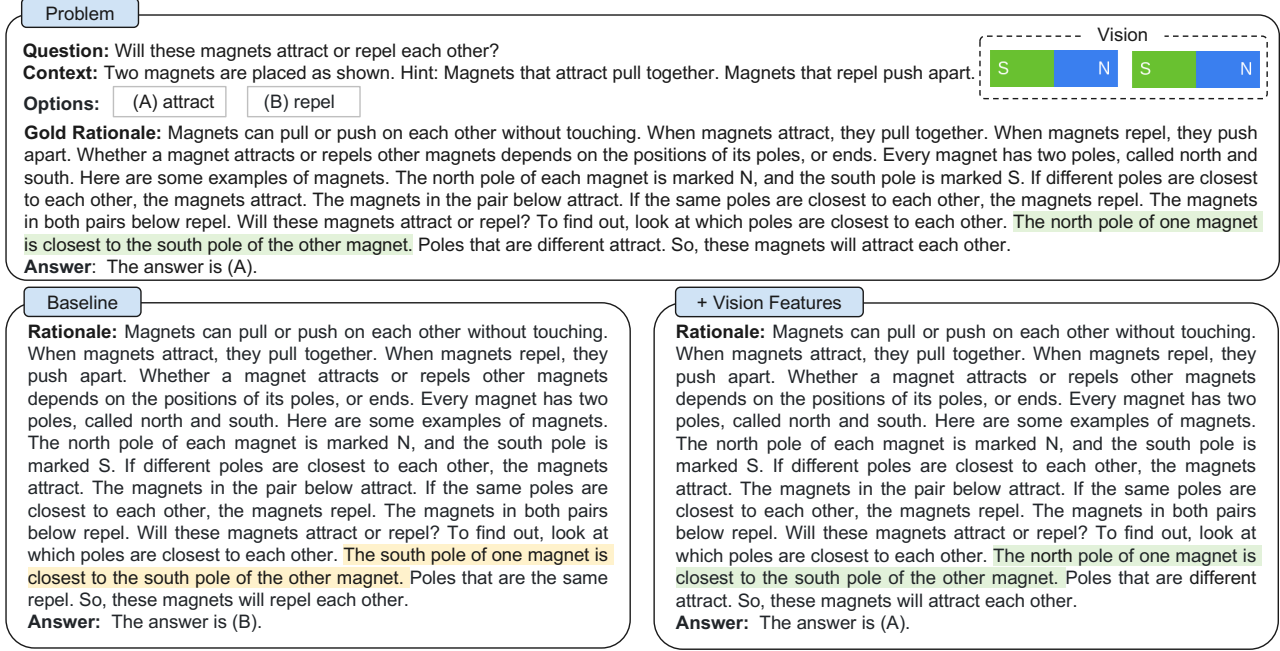 Problem
Vision
Question: Will these magnets attract or repel each other?
Context: Two magnets are placed as shown. Hint: Magnets that attract pull together. Magnets that repel push apart.
S N S N
Options: (A) attract (B) repel
Gold Rationale: Magnets can pull or push on each other without touching. When magnets attract, they pull together. When magnets repel, they push
apart. Whether a magnet attracts or repels other magnets depends on the positions of its poles, or ends. Every magnet has two poles, called north and
south. Here are some examples of magnets. The north pole of each magnet is marked N, and the south pole is marked S. If different poles are closest
to each other, the magnets attract. The magnets in the pair below attract. If the same poles are closest to each other, the magnets repel. The magnets
in both pairs below repel. Will these magnets attract or repel? To find out, look at which poles are closest to each other. The north pole of one magnet
is closest to the south pole of the other magnet. Poles that are different attract. So, these magnets will attract each other.
Answer: The answer is (A).
Baseline
Rationale: Magnets can pull or push on each other without touching.
When magnets attract, they pull together. When magnets repel, they
push apart. Whether a magnet attracts or repels other magnets
depends on the positions of its poles, or ends. Every magnet has two
poles, called north and south. Here are some examples of magnets.
The north pole of each magnet is marked N, and the south pole is
marked S. If different poles are closest to each other, the magnets
attract. The magnets in the pair below attract. If the same poles are
closest to each other, the magnets repel. The magnets in both pairs
below repel. Will these magnets attract or repel? To find out, look at
which poles are closest to each other. The south pole of one magnet is
closest to the south pole of the other magnet. Poles that are the same
repel. So, these magnets will repel each other.
Answer: The answer is (B).
+ Vision Features
Rationale: Magnets can pull or push on each other without touching.
When magnets attract, they pull together. When magnets repel, they
push apart. Whether a magnet attracts or repels other magnets
depends on the positions of its poles, or ends. Every magnet has two
poles, called north and south. Here are some examples of magnets.
The north pole of each magnet is marked N, and the south pole is
marked S. If different poles are closest to each other, the magnets
attract. The magnets in the pair below attract. If the same poles are
closest to each other, the magnets repel. The magnets in both pairs
below repel. Will these magnets attract or repel? To find out, look at
which poles are closest to each other. The north pole of one magnet is
closest to the south pole of the other magnet. Poles that are different
attract. So, these magnets will attract each other.
Answer: The answer is (A).